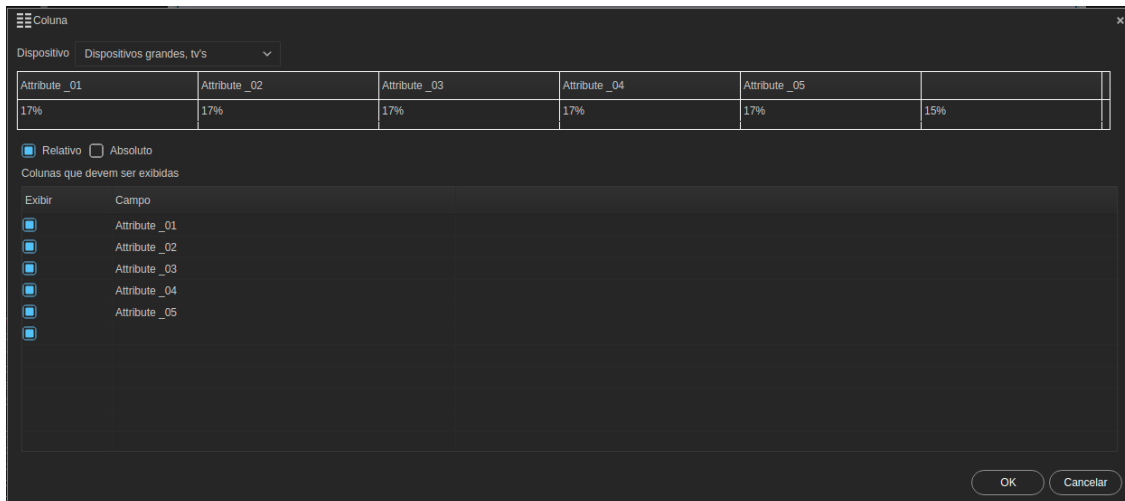 Coluna
Dispositivo Dispositivos grandes, tv's
Attribute _01 Attribute _02 Attribute _03 Attribute _04 Attribute _05
17% 17% 17% 17% 17% 15%
Relativo Absoluto
Colunas que devem ser exibidas
Exibir Campo
Attribute _01
Attribute _02
Attribute _03
Attribute _04
Attribute _05
OK Cancelar